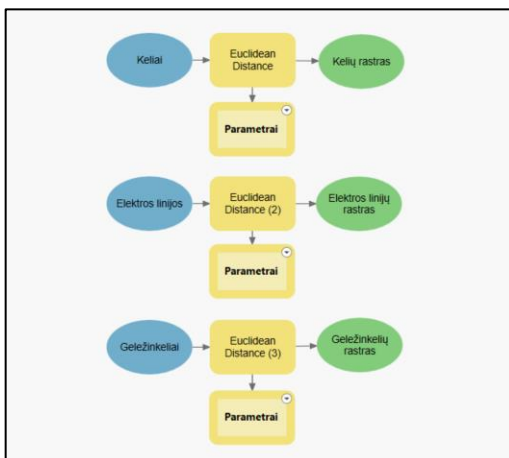 Keliai
Euclidean
Distance
Kelių rastras
Parametrai
Elektros linijos
Euclidean
Distance (2)
Elektros linijų
rastras
Parametrai
Geležinkeliai
Euclidean
Distance (3)
Geležinkelių
rastras
Parametrai